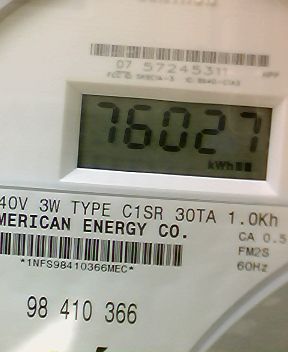 07 57245311
76027
kWh
40V 3W TYPE C1SR 30TA 1.0Kh
MERICAN ENERGY CO.
CA 0.5
*1NFS98410366MEC*
FM2S
60Hz
98 410 366